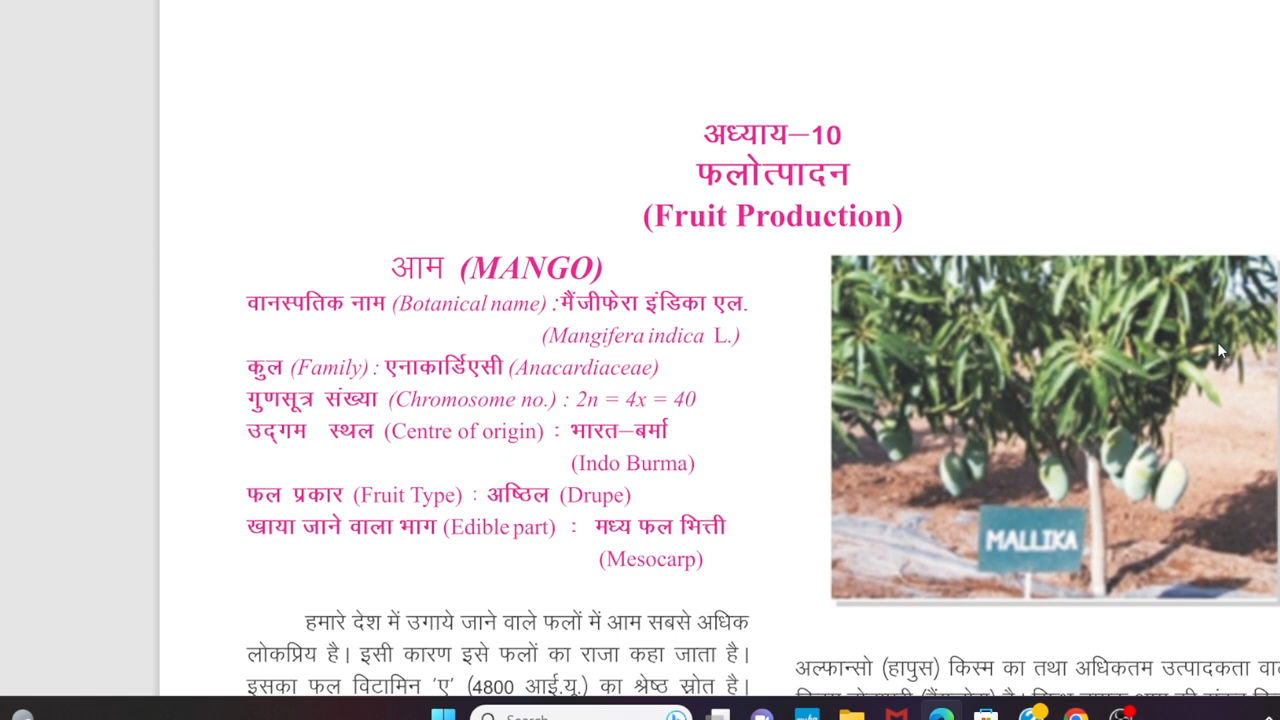 अध्याय–10
फलोत्पादन
(Fruit Production)
आम (MANGO)
वानस्पतिक नाम (Botanical name) : मैंजीफेरा इंडिका एल.
(Mangifera indica L.)
कुल (Family) : एनाकार्डिएसी (Anacardiaceae)
गुणसूत्र संख्या (Chromosome no.) : 2n = 4x = 40
उद्गम स्थल (Centre of origin) : भारत–बर्मा
(Indo Burma)
फल प्रकार (Fruit Type) : अष्ठिल (Drupe)
खाया जाने वाला भाग (Edible part) : मध्य फल भित्ती
(Mesocarp)
हमारे देश में उगाये जाने वाले फलों में आम सबसे अधिक
लोकप्रिय है। इसी कारण इसे फलों का राजा कहा जाता है।
इसका फल विटामिन 'ए' (4800 आई.यू.) का श्रेष्ठ स्रोत है।
MALLIKA
अल्फान्सो (हापुस) किस्म का तथा अधिकतम उत्पादकता
Search